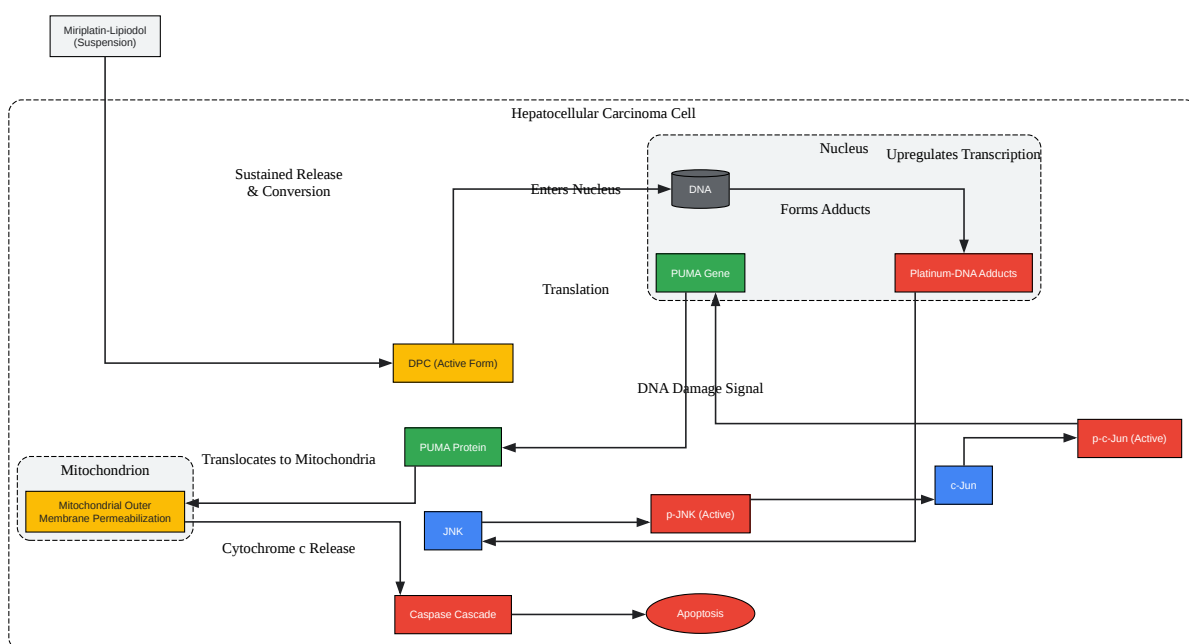 Miriplatin-Lipiodol
(Suspension)
Hepatocellular Carcinoma Cell
Nucleus
Upregulates Transcription
Sustained Release
& Conversion
Enters Nucleus
DNA
Forms Adducts
PUMA Gene
Platinum-DNA Adducts
Translation
DPC (Active Form)
DNA Damage Signal
PUMA Protein
p-c-Jun (Active)
Translocates to Mitochondria
Mitochondrion
c-Jun
Mitochondrial Outer
Membrane Permeabilization
p-JNK (Active)
JNK
Cytochrome c Release
Caspase Cascade
Apoptosis